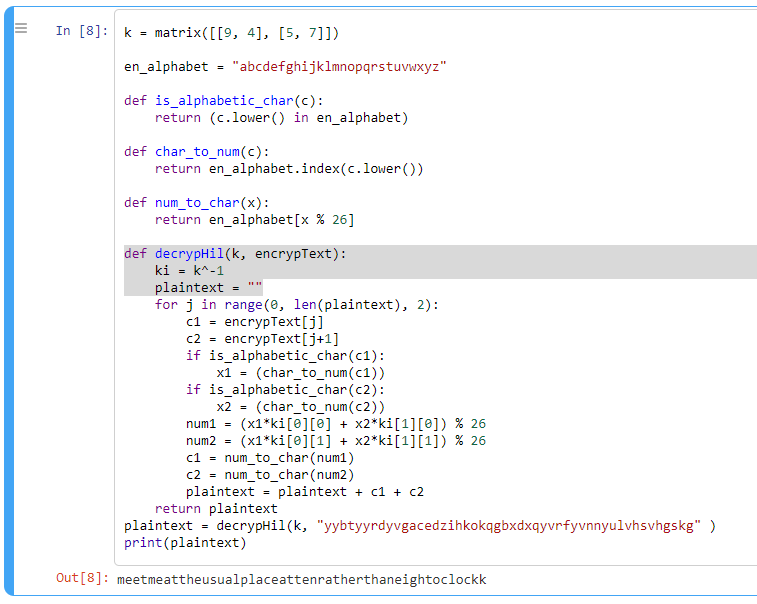 In [8]: k = matrix([[9, 4], [5, 7]])
en_alphabet = "abcdefghijklmnopqrstuvwxyz"
def is_alphabetic_char(c):
return (c.lower() in en_alphabet)
def char_to_num(c):
return en_alphabet.index(c.lower())
def num_to_char(x):
return en_alphabet[x % 26]
def decrypHil(k, encrypText):
ki = k^-1
plaintext = ""
for j in range(0, len(plaintext), 2):
c1 = encrypText[j]
c2 = encrypText[j+1]
if is_alphabetic_char(c1):
x1 = (char_to_num(c1))
if is_alphabetic_char(c2):
x2 = (char_to_num(c2))
num1 = (x1*ki[0][0] + x2*ki[1][0]) % 26
num2 = (x1*ki[0][1] + x2*ki[1][1]) % 26
c1 = num_to_char(num1)
c2 = num_to_char(num2)
plaintext = plaintext + c1 + c2
return plaintext
plaintext = decrypHil(k, "yybtyyrdyvgacedzihkokqgbxdxqyvrfyvnnyulvhsvhgskg" )
print(plaintext)
Out[8]: meetmeattheusualplaceattenratherthaneightoclockk